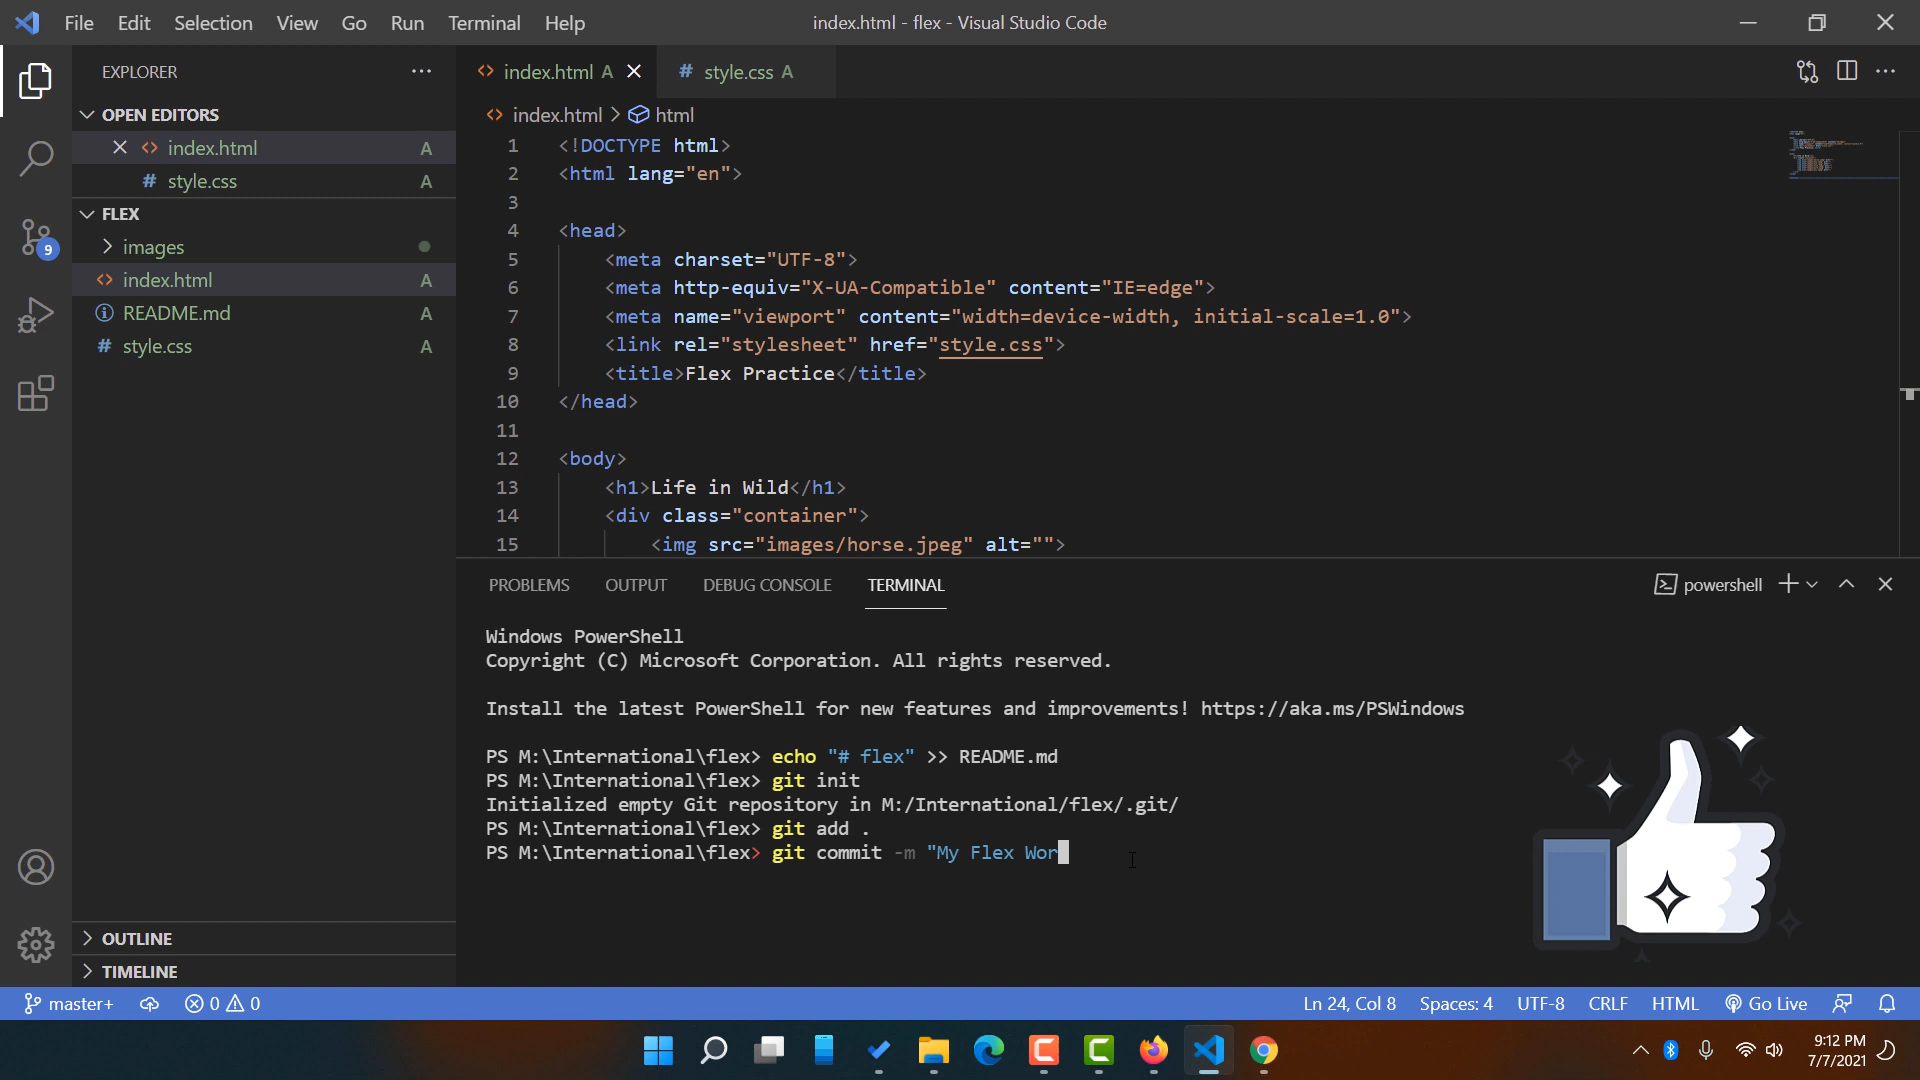 File Edit Selection View Go Run Terminal Help
index.html - flex - Visual Studio Code
EXPLORER
OPEN EDITORS
index.html A
style.css A
FLEX
images
index.html A
README.md A
style.css A
OUTLINE
TIMELINE
9
index.html A
style.css A
index.html > html
1 <!DOCTYPE html>
2 <html lang="en">
3
4 <head>
5 <meta charset="UTF-8">
6 <meta http-equiv="X-UA-Compatible" content="IE=edge">
7 <meta name="viewport" content="width=device-width, initial-scale=1.0">
8 <link rel="stylesheet" href="style.css">
9 <title>Flex Practice</title>
10 </head>
11
12 <body>
13 <h1>Life in Wild</h1>
14 <div class="container">
15 <img src="images/horse.jpeg" alt="">
PROBLEMS OUTPUT DEBUG CONSOLE TERMINAL
powershell
Windows PowerShell
Copyright (C) Microsoft Corporation. All rights reserved.
Install the latest PowerShell for new features and improvements! https://aka.ms/PSWindows
PS M:\International\flex> echo "# flex" >> README.md
PS M:\International\flex> git init
Initialized empty Git repository in M:/International/flex/.git/
PS M:\International\flex> git add .
PS M:\International\flex> git commit -m "My Flex Wor
master+ 0 0
Ln 24, Col 8 Spaces: 4 UTF-8 CRLF HTML Go Live
9:12 PM
7/7/2021